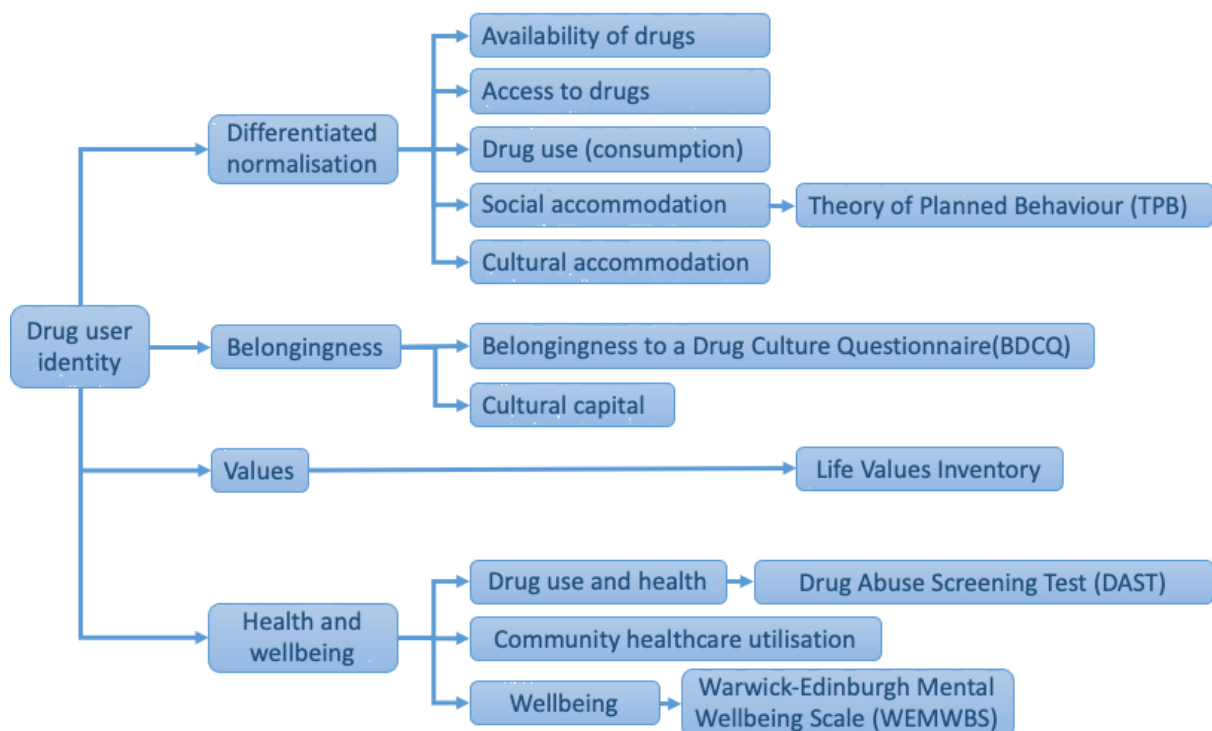 Availability of drugs
Access to drugs
Differentiated
normalisation
Drug use (consumption)
Social accommodation
Theory of Planned Behaviour (TPB)
Cultural accommodation
Drug user
identity
Belongingness
Belongingness to a Drug Culture Questionnaire(BDCQ)
Cultural capital
Values
Life Values Inventory
Health and
wellbeing
Drug use and health
Drug Abuse Screening Test (DAST)
Community healthcare utilisation
Wellbeing
Warwick-Edinburgh Mental
Wellbeing Scale (WEMWBS)